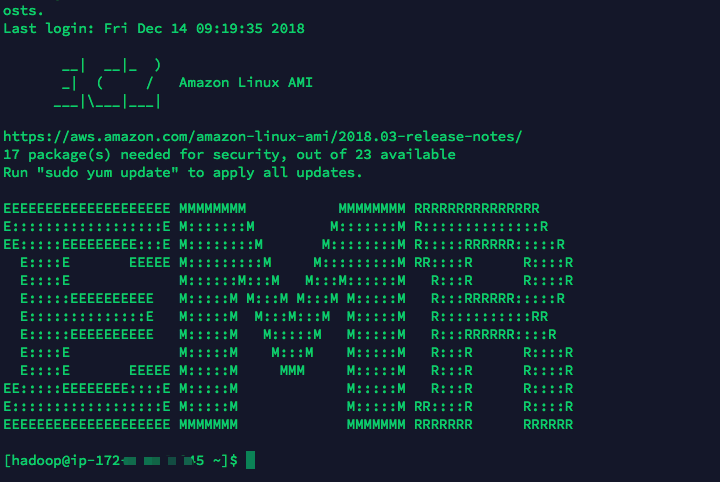 osts.
Last login: Fri Dec 14 09:19:35 2018

       __|  __|_  )
       _|  (     /   Amazon Linux AMI
      ___|\___|___|

https://aws.amazon.com/amazon-linux-ami/2018.03-release-notes/
17 package(s) needed for security, out of 23 available
Run "sudo yum update" to apply all updates.

EEEEEEEEEEEEEEEEEEEE MMMMMMMM           MMMMMMMM RRRRRRRRRRRRRRR
E::::::::::::::::::E M:::::::M         M:::::::M R::::::::::::::R
EE:::::EEEEEEEEE:::E M::::::::M       M::::::::M R:::::RRRRRR:::::R
  E::::E       EEEEE M:::::::::M     M:::::::::M RR::::R      R::::R
  E::::E             M::::::M:::M   M:::M::::::M   R:::R      R::::R
  E:::::EEEEEEEEEE   M:::::M M:::M M:::M M:::::M   R:::RRRRRR:::::R
  E::::::::::::::E   M:::::M  M:::M:::M  M:::::M   R:::::::::::RR
  E:::::EEEEEEEEEE   M:::::M   M:::::M   M:::::M   R:::RRRRRR::::R
  E::::E             M:::::M    M:::M    M:::::M   R:::R      R::::R
  E::::E       EEEEE M:::::M     MMM     M:::::M   R:::R      R::::R
EE:::::EEEEEEEE::::E M:::::M             M:::::M   R:::R      R::::R
E::::::::::::::::::E M:::::M             M:::::M RR::::R      R::::R
EEEEEEEEEEEEEEEEEEEE MMMMMMM             MMMMMMM RRRRRRR      RRRRRR

[hadoop@ip-172- 5 ~]$